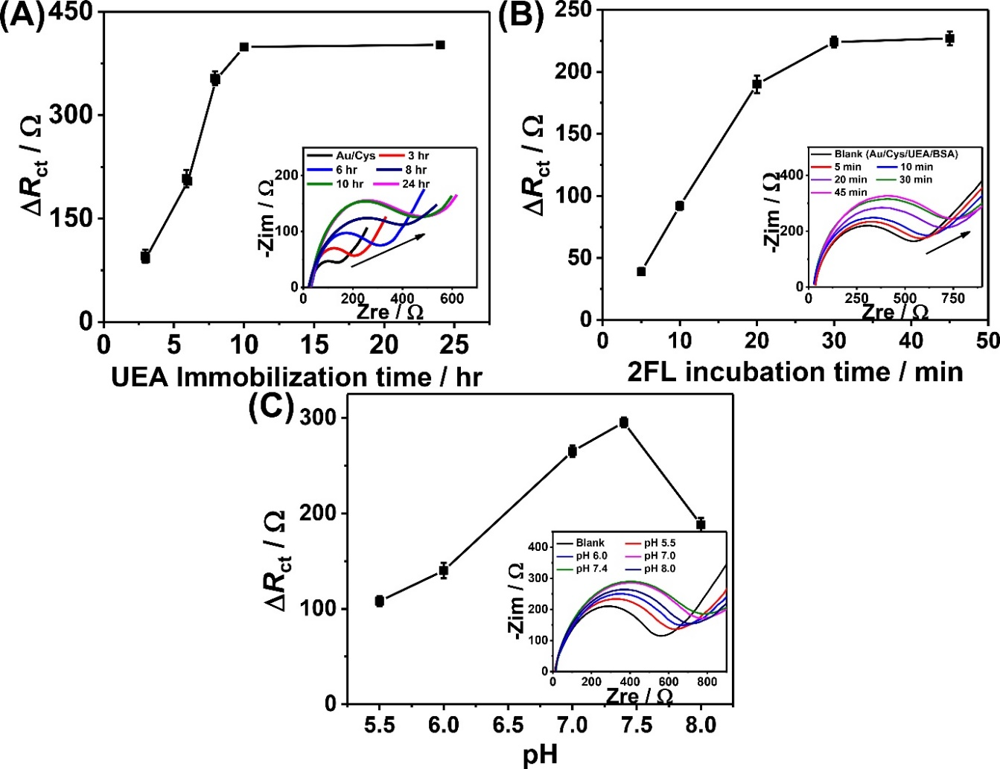 (A)
450
300
150
0
ΔRct / Ω
0 5 10 15 20 25
UEA Immobilization time / hr
Au/Cys 3 hr
6 hr 8 hr
10 hr 24 hr
200
100
0
-Zim / Ω
0 200 400 600
Zre / Ω
(B)
250
200
150
100
50
0
ΔRct / Ω
0 10 20 30 40 50
2FL incubation time / min
Blank (Au/Cys/UEA/BSA)
5 min 10 min
20 min 30 min
45 min
400
200
0
-Zim / Ω
0 250 500 750
Zre / Ω
(C)
300
200
100
0
ΔRct / Ω
5.5 6.0 6.5 7.0 7.5 8.0
pH
Blank pH 5.5
pH 6.0 pH 7.0
pH 7.4 pH 8.0
400
300
200
100
0
-Zim / Ω
0 200 400 600 800
Zre / Ω